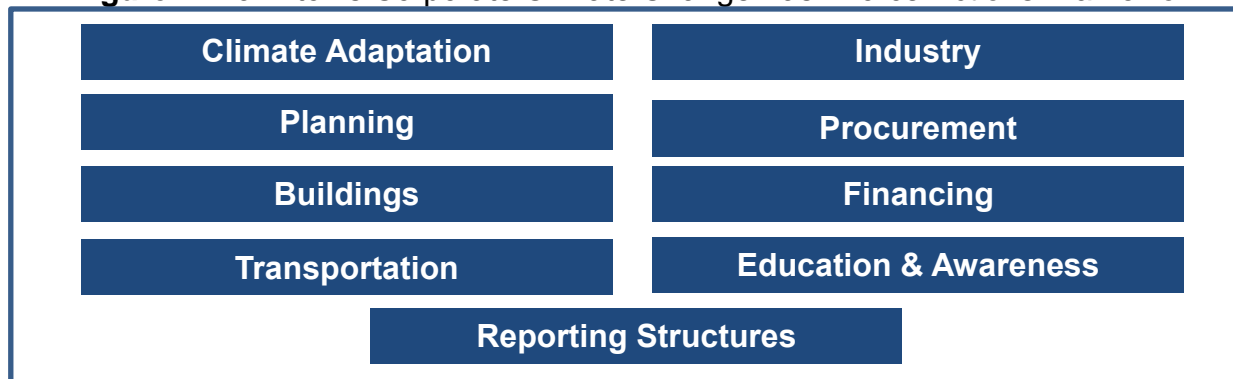 Climate Adaptation
Industry
Planning
Procurement
Buildings
Financing
Transportation
Education & Awareness
Reporting Structures